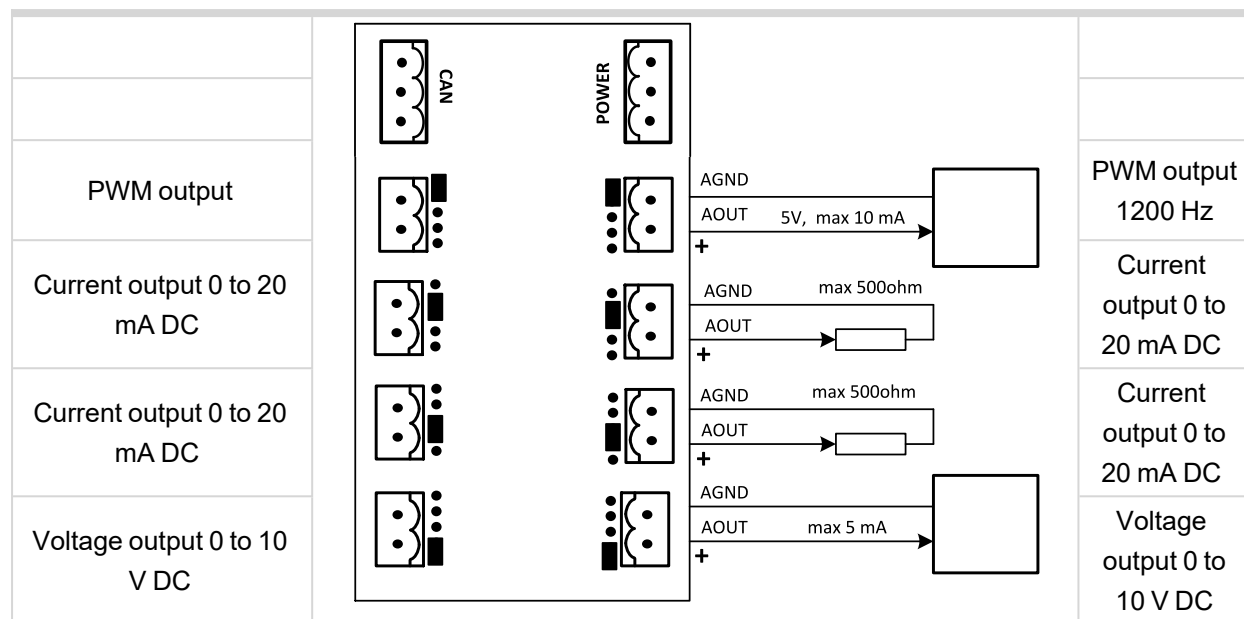 CAN
POWER
PWM output
AGND
AOUT 5V, max 10 mA
+
PWM output
1200 Hz
Current output 0 to 20
mA DC
AGND max 500ohm
AOUT
+
Current
output 0 to
20 mA DC
Current output 0 to 20
mA DC
AGND max 500ohm
AOUT
+
Current
output 0 to
20 mA DC
Voltage output 0 to 10
V DC
AGND
AOUT max 5 mA
+
Voltage
output 0 to
10 V DC